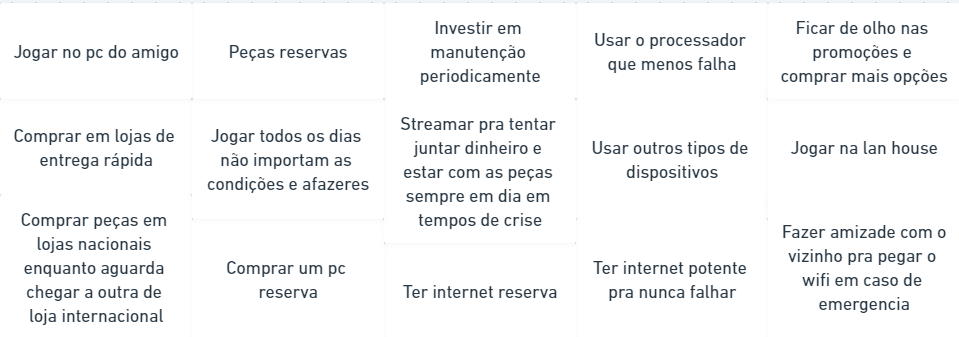 Jogar no pc do amigo
Peças reservas
Investir em
manutenção
periodicamente
Usar o processador
que menos falha
Ficar de olho nas
promoções e
comprar mais opções
Comprar em lojas de
entrega rápida
Jogar todos os dias
não importam as
condições e afazeres
Streamar pra tentar
juntar dinheiro e
estar com as peças
sempre em dia em
tempos de crise
Usar outros tipos de
dispositivos
Jogar na lan house
Comprar peças em
lojas nacionais
enquanto aguarda
chegar a outra de
loja internacional
Comprar um pc
reserva
Ter internet reserva
Ter internet potente
pra nunca falhar
Fazer amizade com o
vizinho pra pegar o
wifi em caso de
emergencia